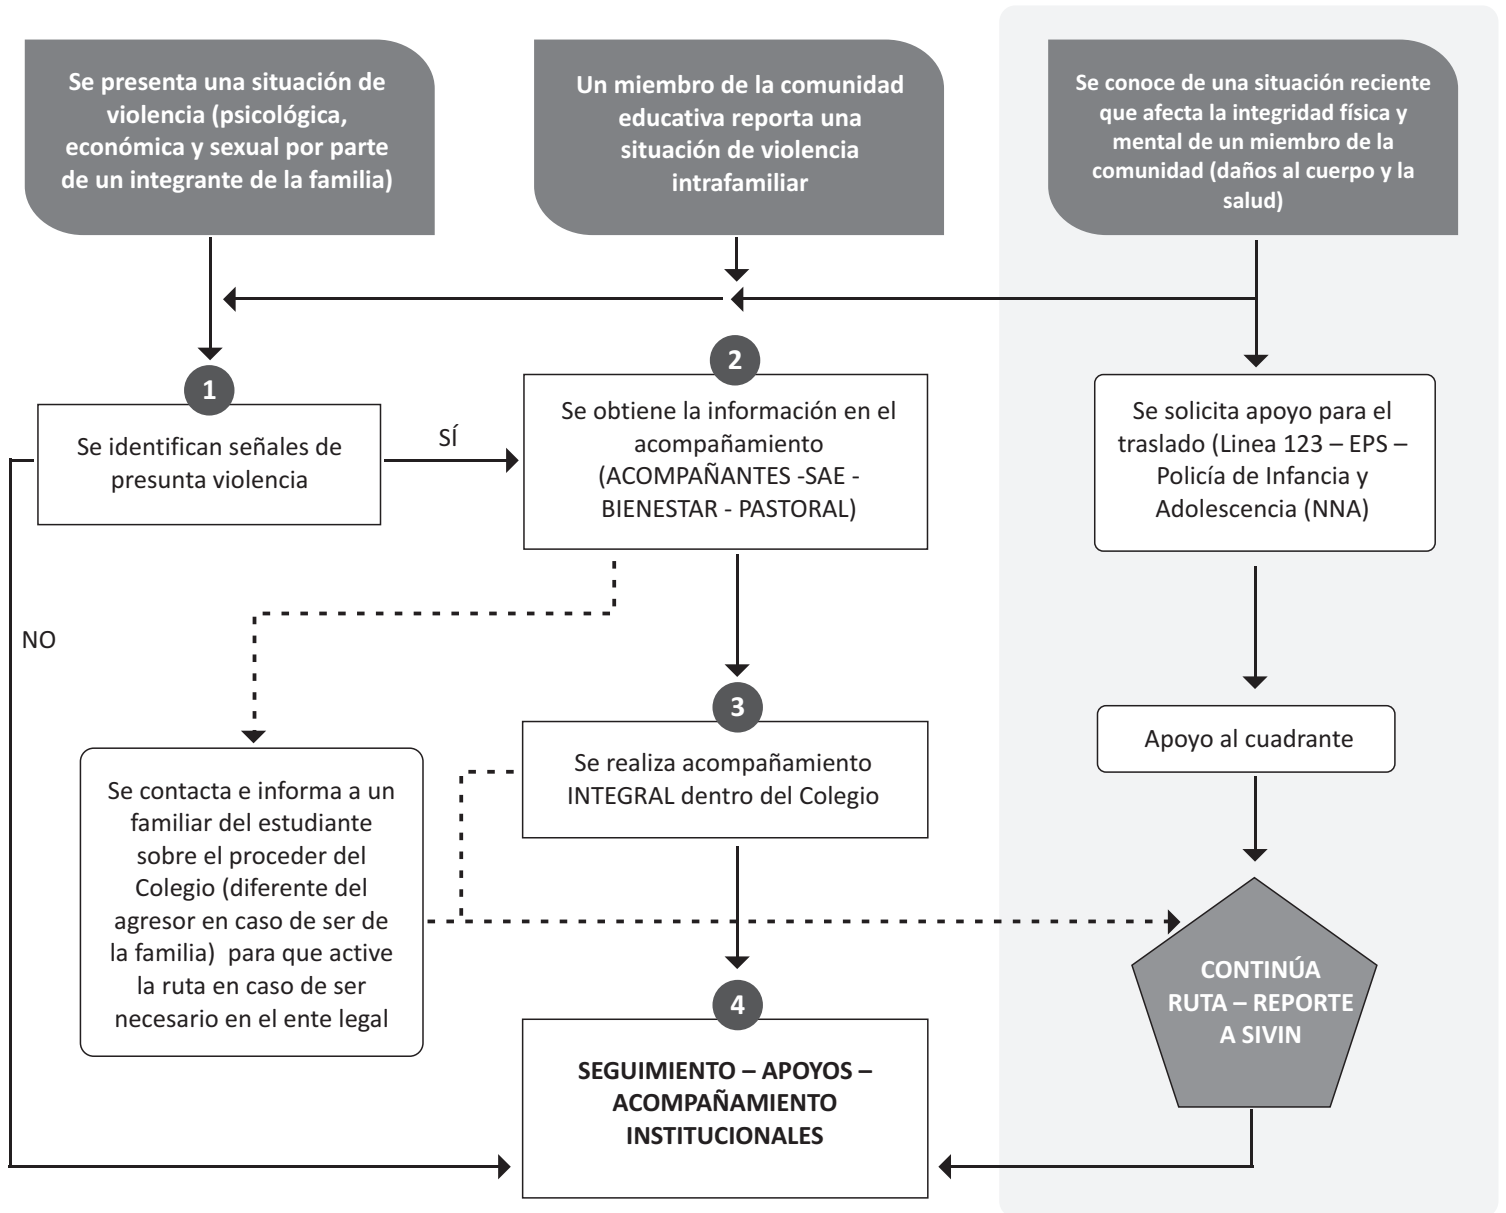 Se presenta una situación de
violencia (psicológica,
económica y sexual por parte
de un integrante de la familia)
Un miembro de la comunidad
educativa reporta una
situación de violencia
intrafamiliar
Se conoce de una situación reciente
que afecta la integridad física y
mental de un miembro de la
comunidad (daños al cuerpo y la
salud)
1
Se identifican señales de
presunta violencia
SÍ
NO
2
Se obtiene la información en el
acompañamiento
(ACOMPAÑANTES -SAE -
BIENESTAR - PASTORAL)
Se solicita apoyo para el
traslado (Linea 123 – EPS –
Policía de Infancia y
Adolescencia (NNA)
3
Se realiza acompañamiento
INTEGRAL dentro del Colegio
Apoyo al cuadrante
Se contacta e informa a un
familiar del estudiante
sobre el proceder del
Colegio (diferente del
agresor en caso de ser de
la familia)  para que active
la ruta en caso de ser
necesario en el ente legal
CONTINÚA
RUTA – REPORTE
A SIVIN
4
SEGUIMIENTO – APOYOS –
ACOMPAÑAMIENTO
INSTITUCIONALES